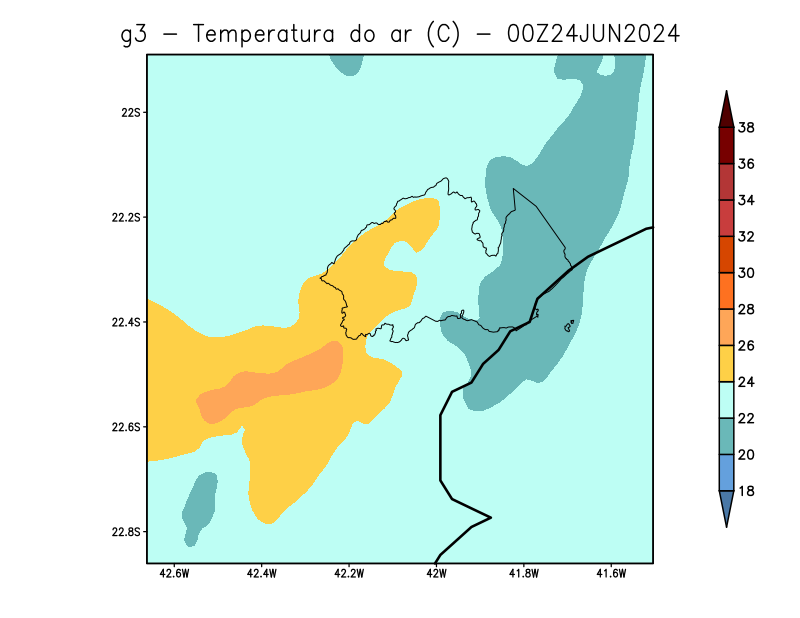 g3 - Temperatura do ar (C) - 00Z24JUN2024
22S
22.2S
22.4S
22.6S
22.8S
42.6W
42.4W
42.2W
42W
41.8W
41.6W
38
36
34
32
30
28
26
24
22
20
18